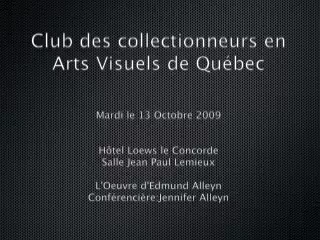 Club des collectionneurs en
Arts Visuels de Québec
Mardi le 13 Octobre 2009
Hôtel Loews le Concorde
Salle Jean Paul Lemieux
L'Oeuvre d'Edmund Alleyn
Conférencière:Jennifer Alleyn